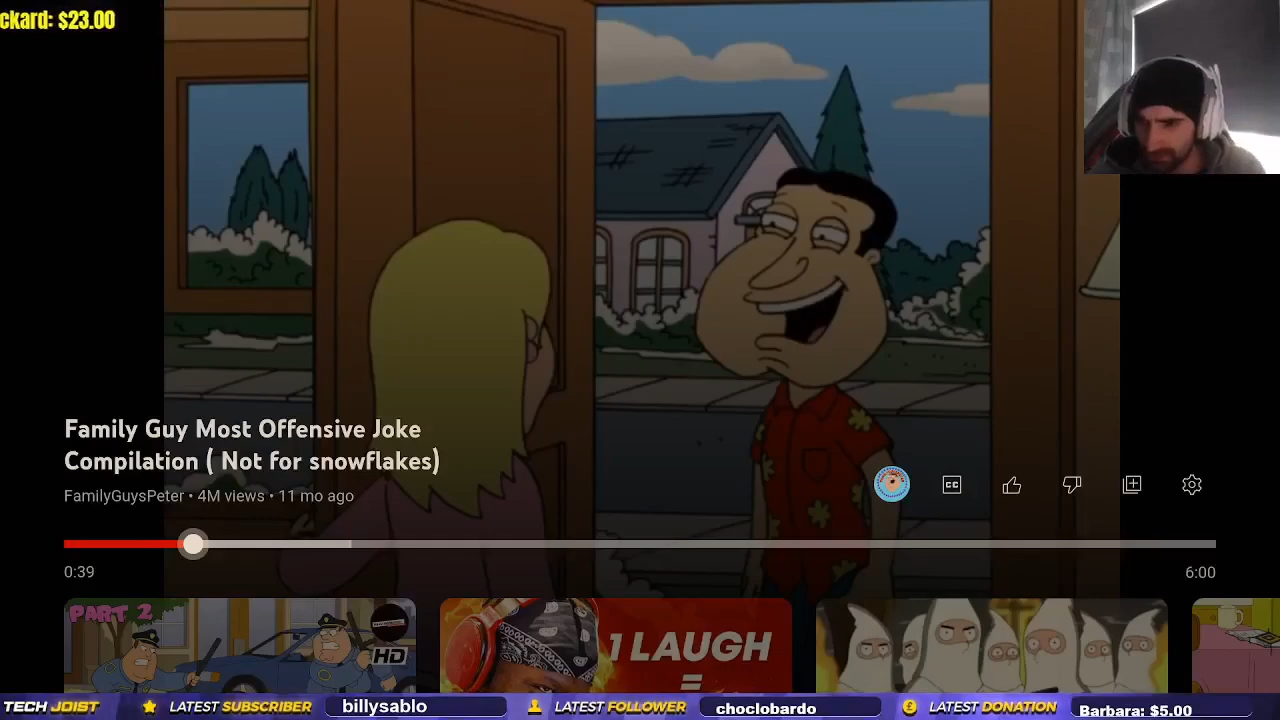 ckard: $23.00
Family Guy Most Offensive Joke
Compilation ( Not for snowflakes)
FamilyGuysPeter • 4M views • 11 mo ago
CC
0:39
6:00
PART 2
HD
1 LAUGH
=
TECH JOIST
LATEST SUBSCRIBER
billysablo
LATEST FOLLOWER
choclobardo
LATEST DONATION
Barbara: $5.00